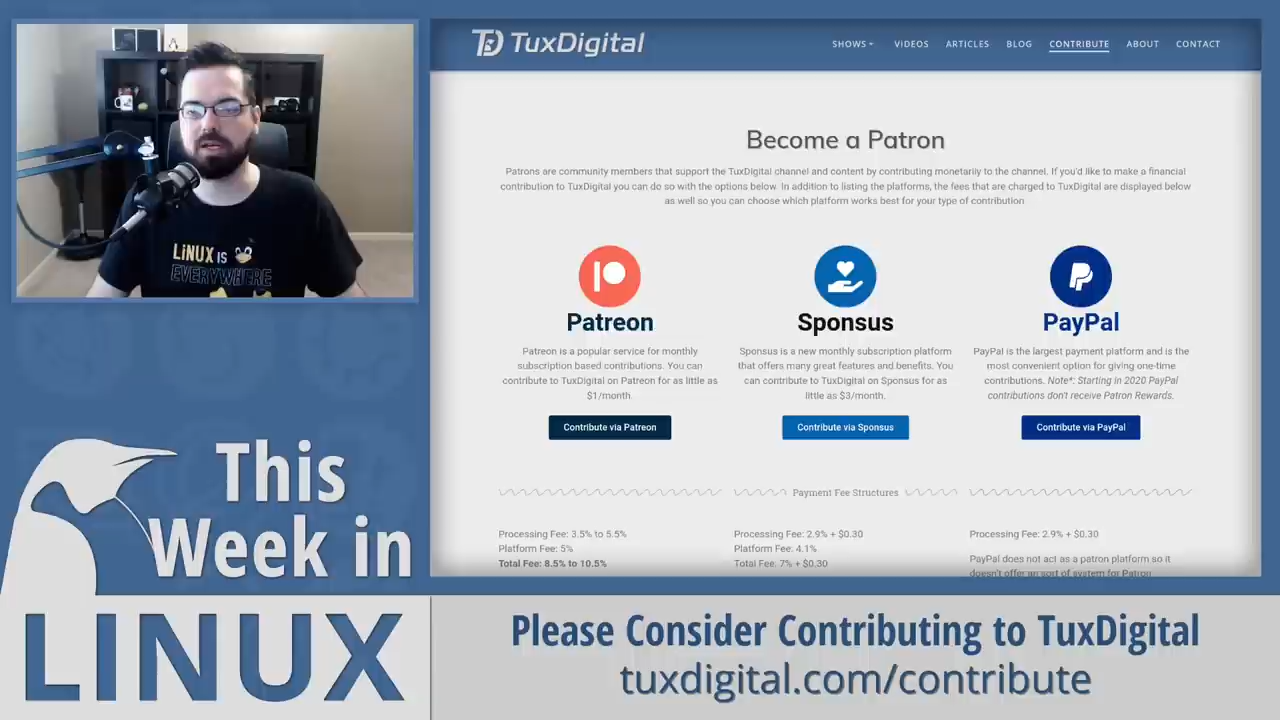 LiNUX IS
EVERYWHERE
TuxDigital
SHOWS
VIDEOS
ARTICLES
BLOG
CONTRIBUTE
ABOUT
CONTACT
Become a Patron
Patrons are community members that support the TuxDigital channel and content by contributing monetarily to the channel. If you'd like to make a financial
contribution to TuxDigital you can do so with the options below. In addition to listing the platforms, the fees that are charged to TuxDigital are displayed below
as well so you can choose which platform works best for your type of contribution
Patreon
Patreon is a popular service for monthly
subscription based contributions. You can
contribute to TuxDigital on Patreon for as little as
$1/month.
Contribute via Patreon
Sponsus
Sponsus is a new monthly subscription platform
that offers many great features and benefits. You
can contribute to TuxDigital on Sponsus for as
little as $3/month.
Contribute via Sponsus
PayPal
PayPal is the largest payment platform and is the
most convenient option for giving one-time
contributions. Note*: Starting in 2020 PayPal
contributions don't receive Patron Rewards.
Contribute via PayPal
Payment Fee Structures
Processing Fee: 3.5% to 5.5%
Platform Fee: 5%
Total Fee: 8.5% to 10.5%
Processing Fee: 2.9% + $0.30
Platform Fee: 4.1%
Total Fee: 7% + $0.30
Processing Fee: 2.9% + $0.30
PayPal does not act as a patron platform so it
doesn't offer an sort of system for Patron
This
Week in
LINUX
Please Consider Contributing to TuxDigital
tuxdigital.com/contribute